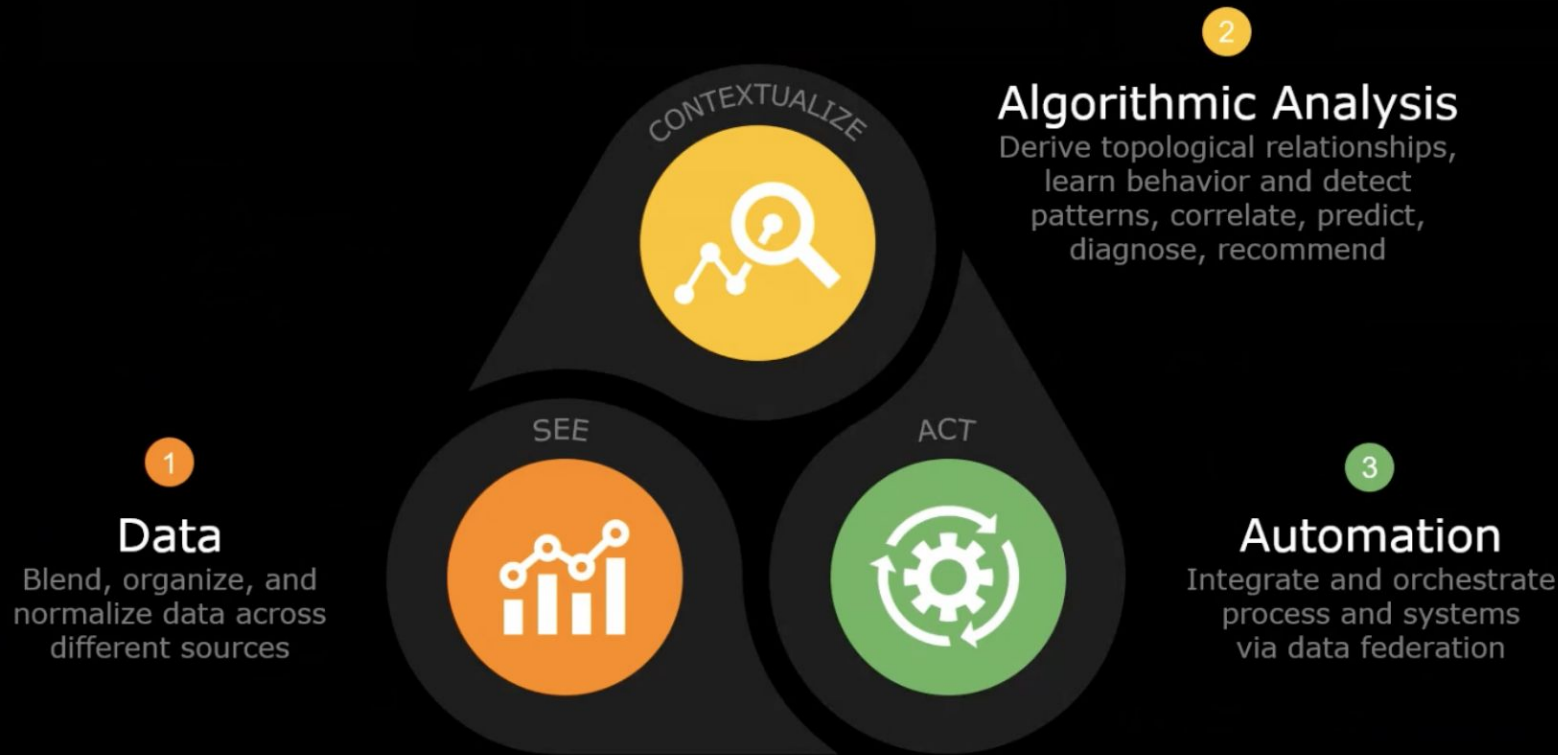 CONTEXTUALIZE
2
Algorithmic Analysis
Derive topological relationships,
learn behavior and detect
patterns, correlate, predict,
diagnose, recommend
SEE
ACT
1
Data
Blend, organize, and
normalize data across
different sources
3
Automation
Integrate and orchestrate
process and systems
via data federation